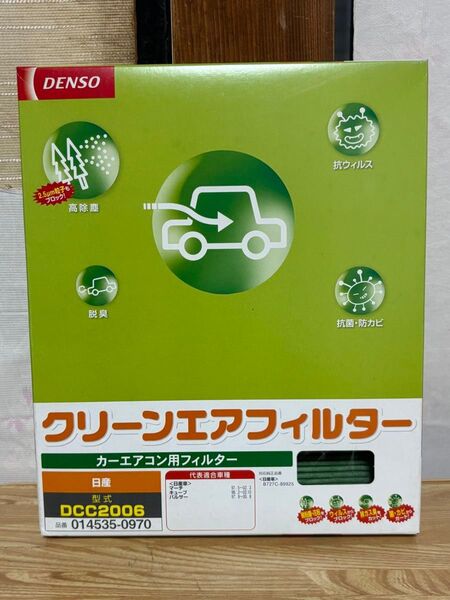 DENSO
2.5μm粒子も
ブロック!
高除塵
抗ウィルス
脱臭
抗菌・防カビ
クリーンエアフィルター
カーエアコン用フィルター
日産
型式
DCC2006
品番 014535-0970
代表適合車種
<日産車>
マーチ
キューブ
パルサー
<日産車>